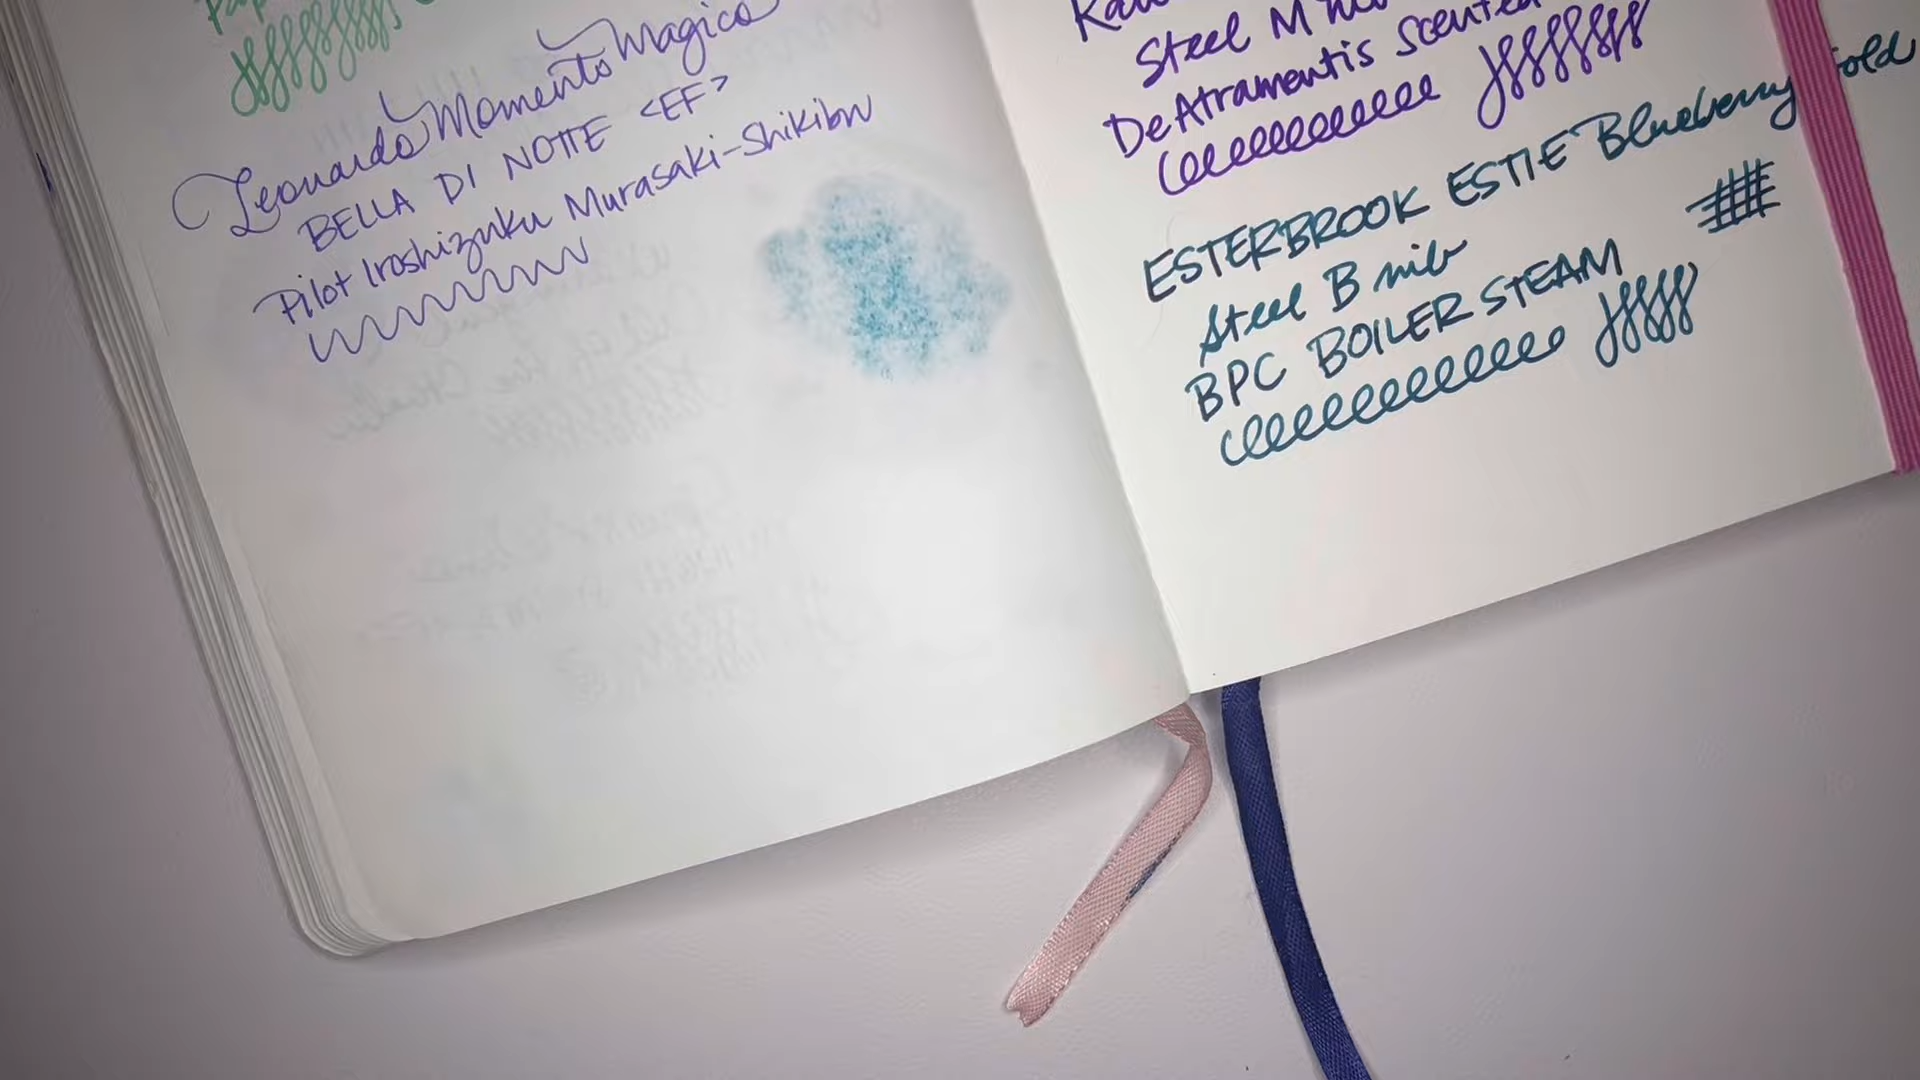 Leonardo Momento Magico
BELLA DI NOTTE <EF>
Pilot Iroshizuku Murasaki-Shikibu
Steel M
DeAtramentis Scented
ESTERBROOK ESTIE Blueberry
Steel B nib
BPC BOILER STEAM